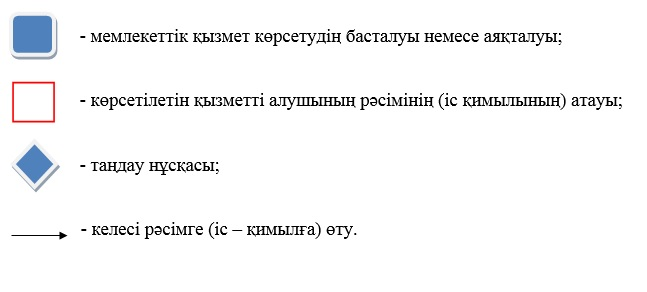 - мемлекеттік қызмет көрсетудің басталуы немесе аяқталуы;
- көрсетілетін қызметті алушының рәсімінің (іс қимылының) атауы;
- таңдау нұсқасы;
- келесі рәсімге (іс – қимылға) өту.